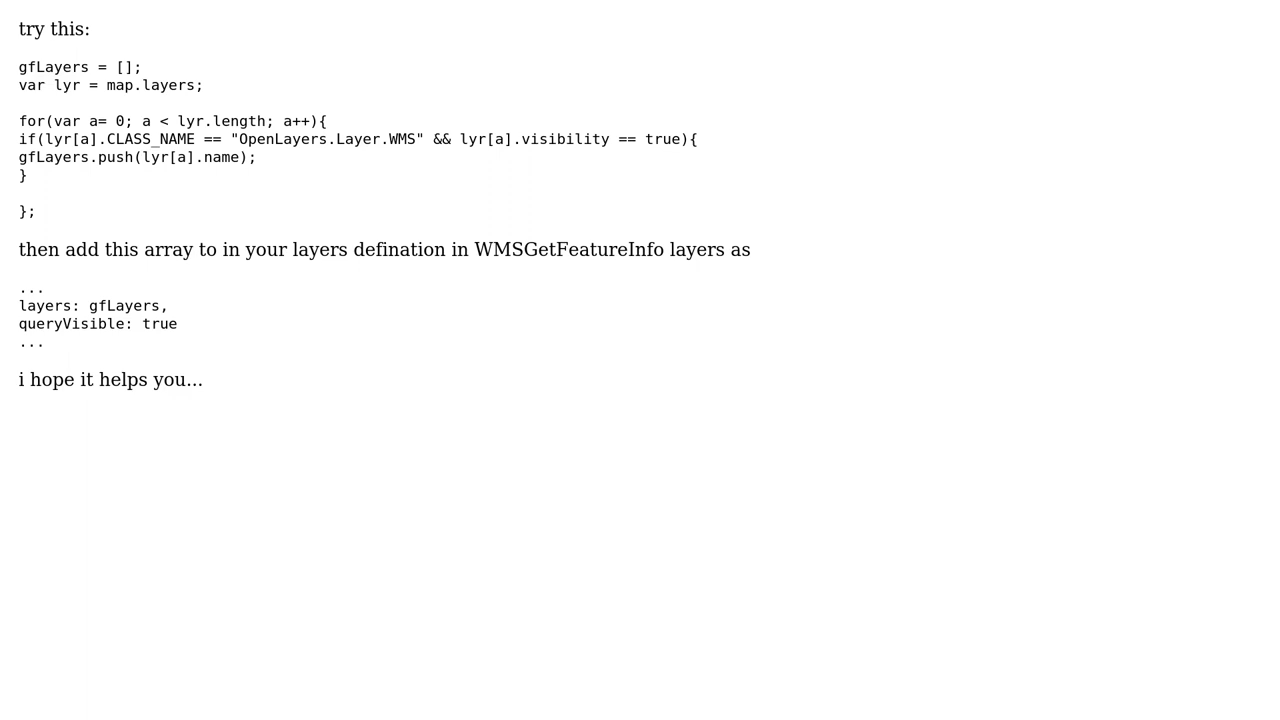 try this:
gfLayers = [];
var lyr = map.layers;
for(var a= 0; a < lyr.length; a++){
if(lyr[a].CLASS_NAME == "OpenLayers.Layer.WMS" && lyr[a].visibility == true){
gfLayers.push(lyr[a].name);
}
};
then add this array to in your layers defination in WMSGetFeatureInfo layers as
...
layers: gfLayers,
queryVisible: true
...
i hope it helps you...